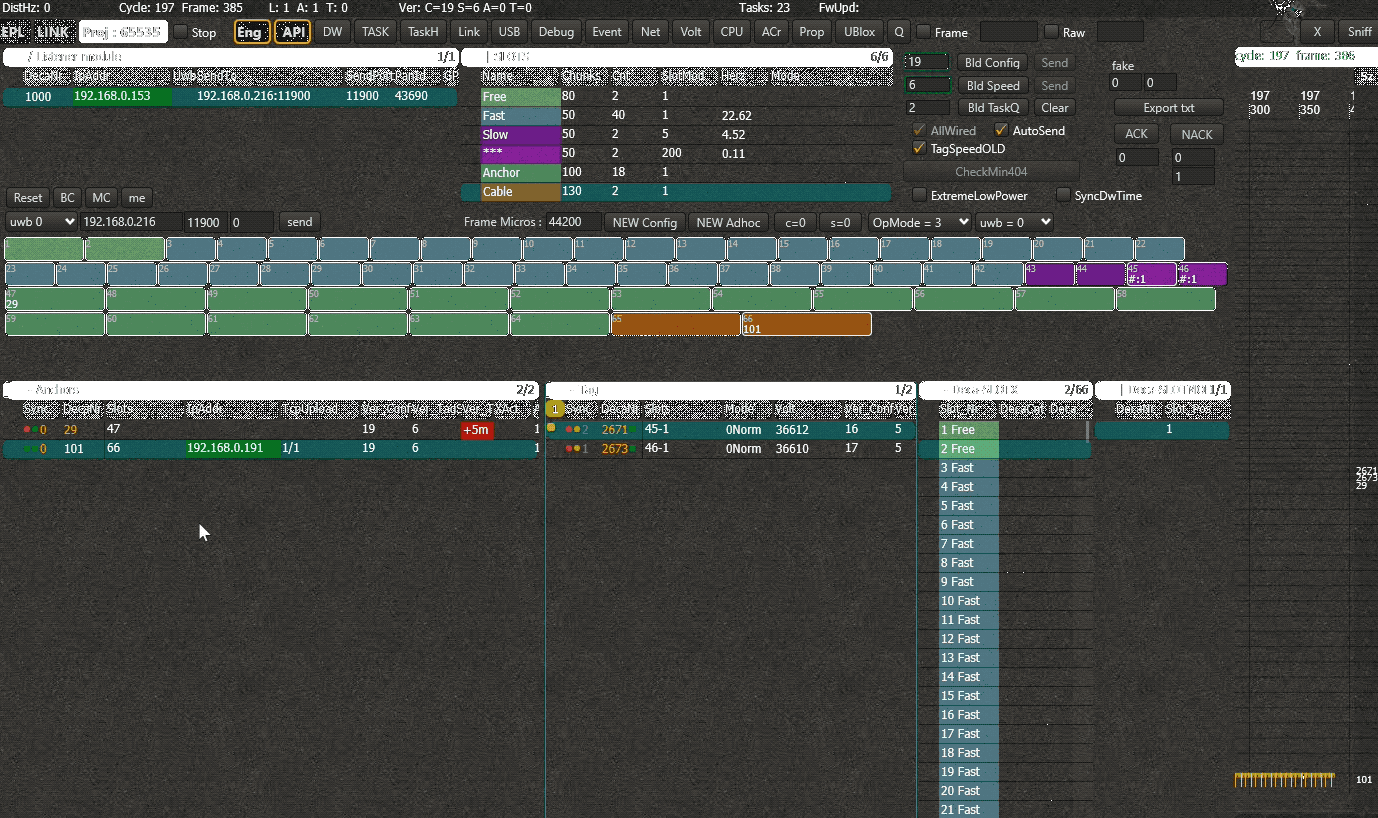 DistHz: 0 Cycle: 197 Frame: 385 L: 1 A: 1 T: 0 Ver: C=19 S=6 A=0 T=0 Tasks: 23 FwUpd:
EPL LINK Proj : 65535 Stop Eng API DW TASK TaskH Link USB Debug Event Net Volt CPU ACr Prop UBlox Q Frame Raw X Sniff
/ Listener module 1/1
DecaNr IpAddr UwbSendTo SendPort PanId
1000 192.168.0.153 192.168.0.216:11900 11900 43690
Reset BC MC me
uwb 0 192.168.0.216 11900 0 send
| SLOTS 6/6
Name Chunks Cnt SlotMod Herz Mode
Free 80 2 1
Fast 50 40 1 22.62
Slow 50 2 5 4.52
*** 50 2 200 0.11
Anchor 100 18 1
Cable 130 2 1
Frame Micros : 44200 NEW Config NEW Adhoc c=0 s=0 OpMode = 3 uwb = 0
19 Bld Config Send
6 Bld Speed Send
2 Bld TaskQ Clear
AllWired AutoSend
TagSpeedOLD
CheckMin404
ExtremeLowPower SyncDwTime
fake
0 0
Export txt
ACK NACK
0 0
1
cycle: 197 frame: 386
197 197
300 350
1 2 3 4 5 6 7 8 9 10 11 12 13 14 15 16 17 18 19 20 21 22
23 24 25 26 27 28 29 30 31 32 33 34 35 36 37 38 39 40 41 42 43 44 45 46
#:1 #:1
47 48 49 50 51 52 53 54 55 56 57 58
29
59 60 61 62 63 64 65 66
101
- Anchors 2/2
Sync DecaNr Slots IpAddr TcpUpload Ver_Conf Ver_Tag XAct
0 29 47 19 6 +5m 1
0 101 66 192.168.0.191 1/1 19 6 1
- Tag 1/2
1 Sync DecaNr Slots Mode Volt Ver_Conf Ver
2 2671 45-1 0Norm 36612 16 5
1 2673 46-1 0Norm 36610 17 5
2/66
Slot_Nr DecaCnt Deca
1 Free
2 Free
3 Fast
4 Fast
5 Fast
6 Fast
7 Fast
8 Fast
9 Fast
10 Fast
11 Fast
12 Fast
13 Fast
14 Fast
15 Fast
16 Fast
17 Fast
18 Fast
19 Fast
20 Fast
21 Fast
1/1
DecaNr Slot_Pos
1
2671
2673
29
101